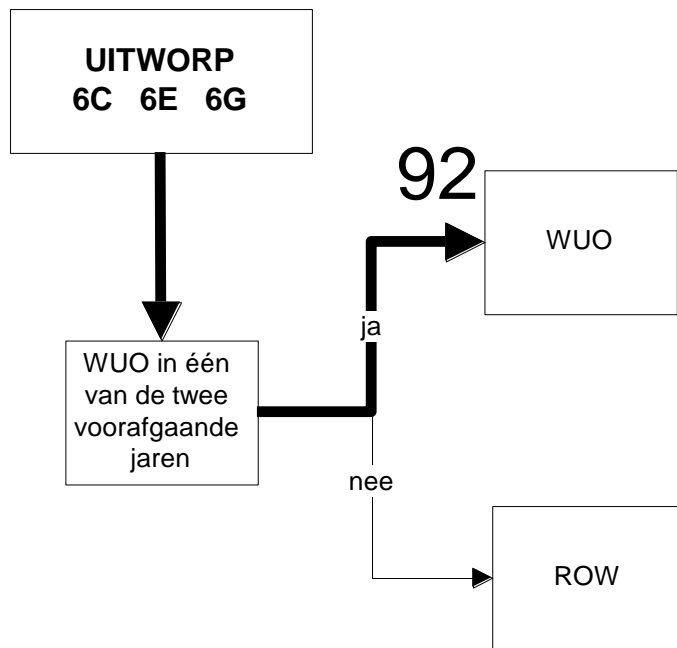 UITWORP
6C 6E 6G
92
WUO
ja
WUO in één
van de twee
voorafgaande
jaren
nee
ROW